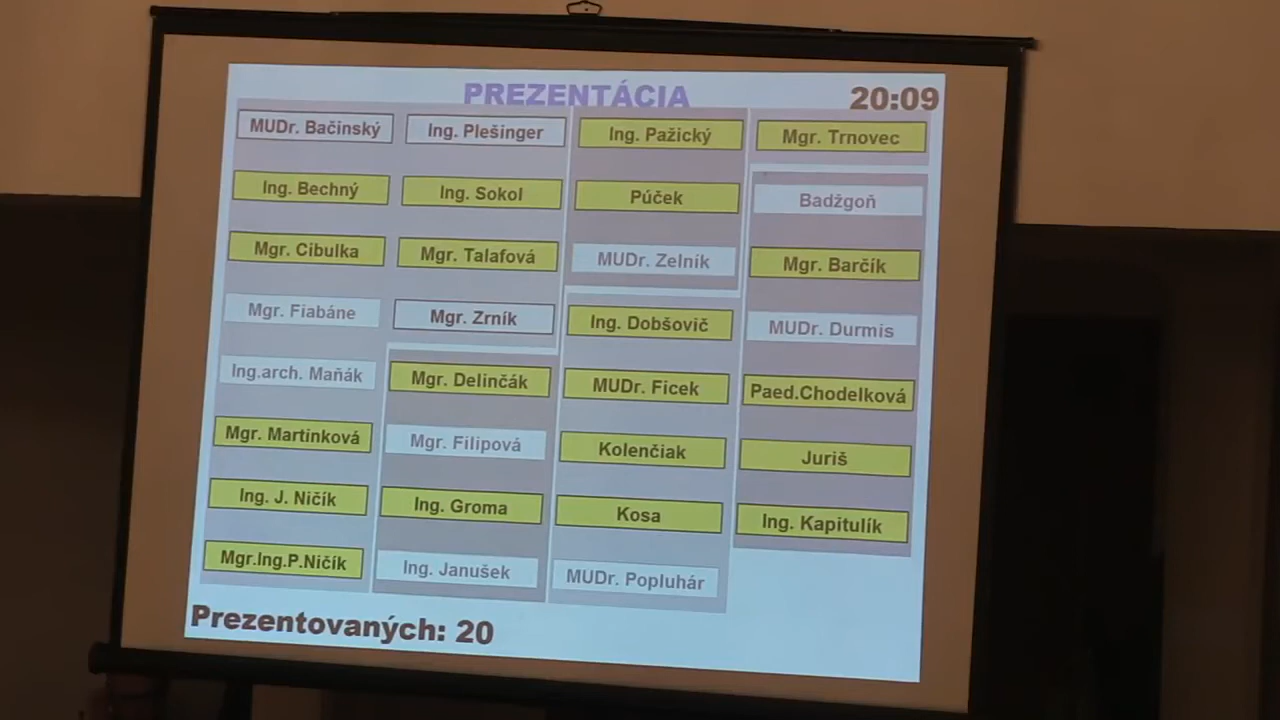 PREZENTÁCIA
20:09
MUDr. Bačinský
Ing. Plešinger
Ing. Pažický
Mgr. Trnovec
Ing. Bechný
Ing. Sokol
Púček
Badžgoň
Mgr. Cibulka
Mgr. Talafová
MUDr. Zelník
Mgr. Barčík
Mgr. Fiabáne
Mgr. Zrník
Ing. Dobšovič
MUDr. Durmis
Ing.arch. Maňák
Mgr. Delinčák
MUDr. Ficek
Paed.Chodelková
Mgr. Martinková
Mgr. Filipová
Kolenčiak
Juriš
Ing. J. Ničík
Ing. Groma
Kosa
Ing. Kapitulík
Mgr.Ing.P.Ničík
Ing. Janušek
MUDr. Popluhár
Prezentovaných: 20